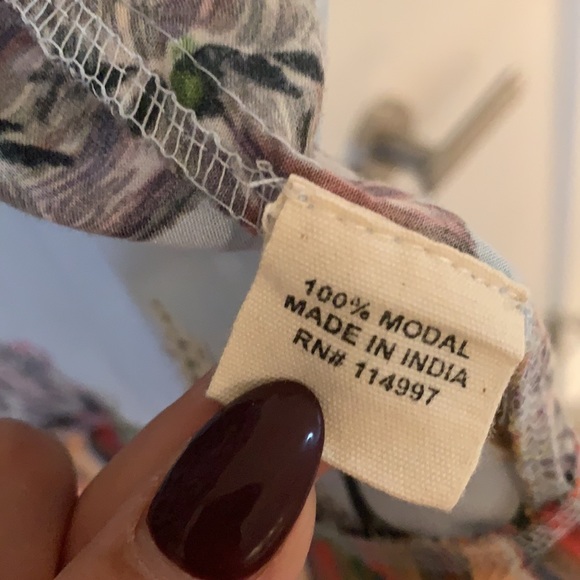 100% MODAL
MADE IN INDIA
RN# 114997